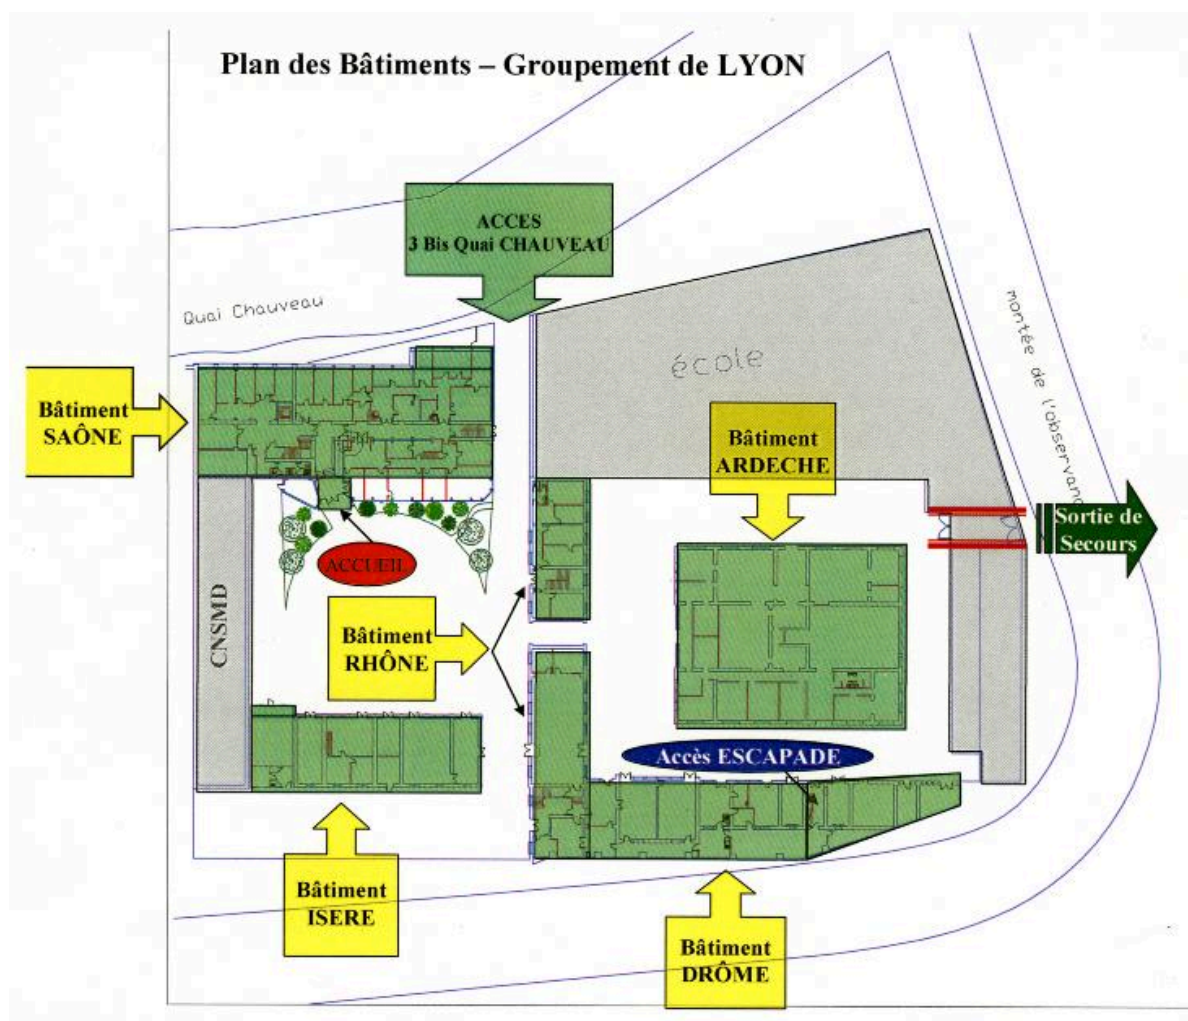 Plan des Bâtiments – Groupement de LYON
ACCES
3 Bis Quai CHAUVEAU
Quai Chauveau
école
montée de l'observanc
Bâtiment
SAÔNE
Bâtiment
ARDECHE
Sortie de
Secours
ACCUEIL
CNSMD
Bâtiment
RHÔNE
Accès ESCAPADE
Bâtiment
ISERE
Bâtiment
DRÔME